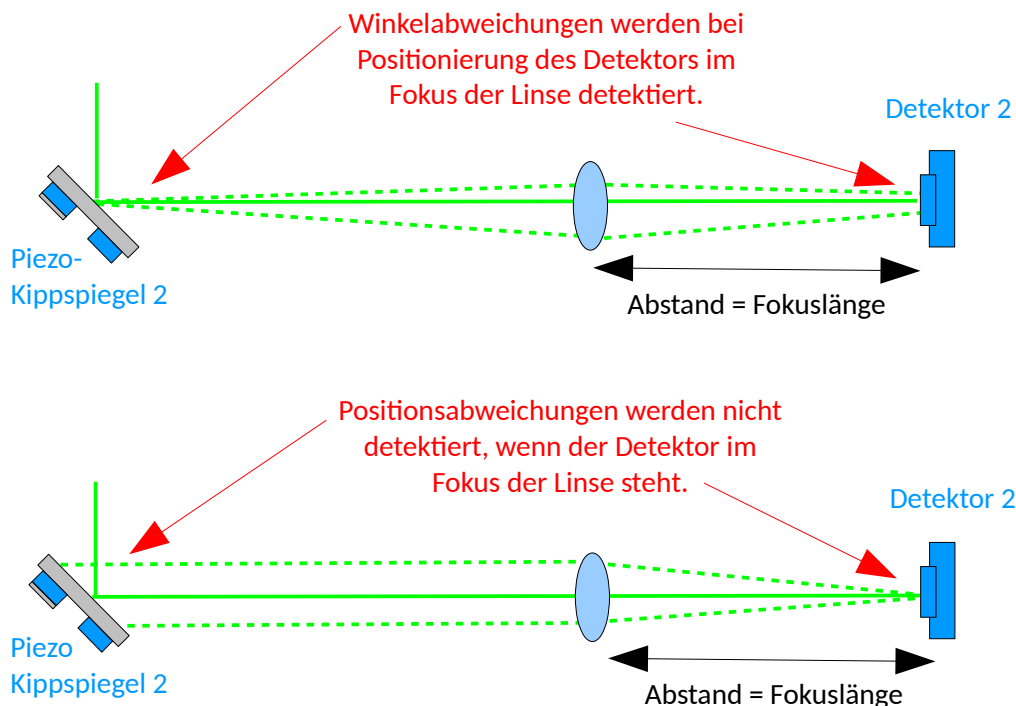 Winkelabweichungen werden bei
Positionierung des Detektors im
Fokus der Linse detektiert.
Detektor 2
Piezo-
Kippspiegel 2
Abstand = Fokuslänge
Positionsabweichungen werden nicht
detektiert, wenn der Detektor im
Fokus der Linse steht.
Detektor 2
Piezo
Kippspiegel 2
Abstand = Fokuslänge